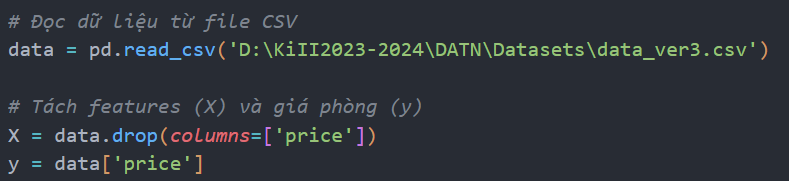 # Đọc dữ liệu từ file CSV
data = pd.read_csv('D:\KiII2023-2024\DATN\Datasets\data_ver3.csv')
# Tách features (X) và giá phòng (y)
X = data.drop(columns=['price'])
y = data['price']